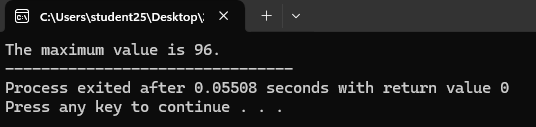 C:\Users\student25\Desktop\
The maximum value is 96.
--------------------------------
Process exited after 0.05508 seconds with return value 0
Press any key to continue . . .